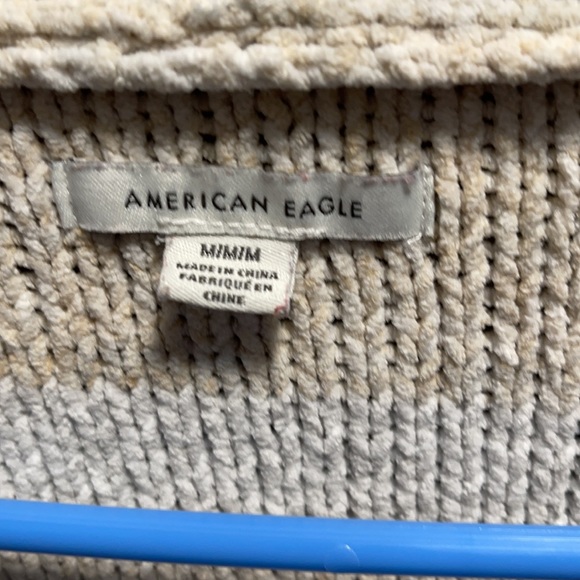 AMERICAN EAGLE
M/M/M
MADE IN CHINA
FABRIQUÉ EN
CHINE